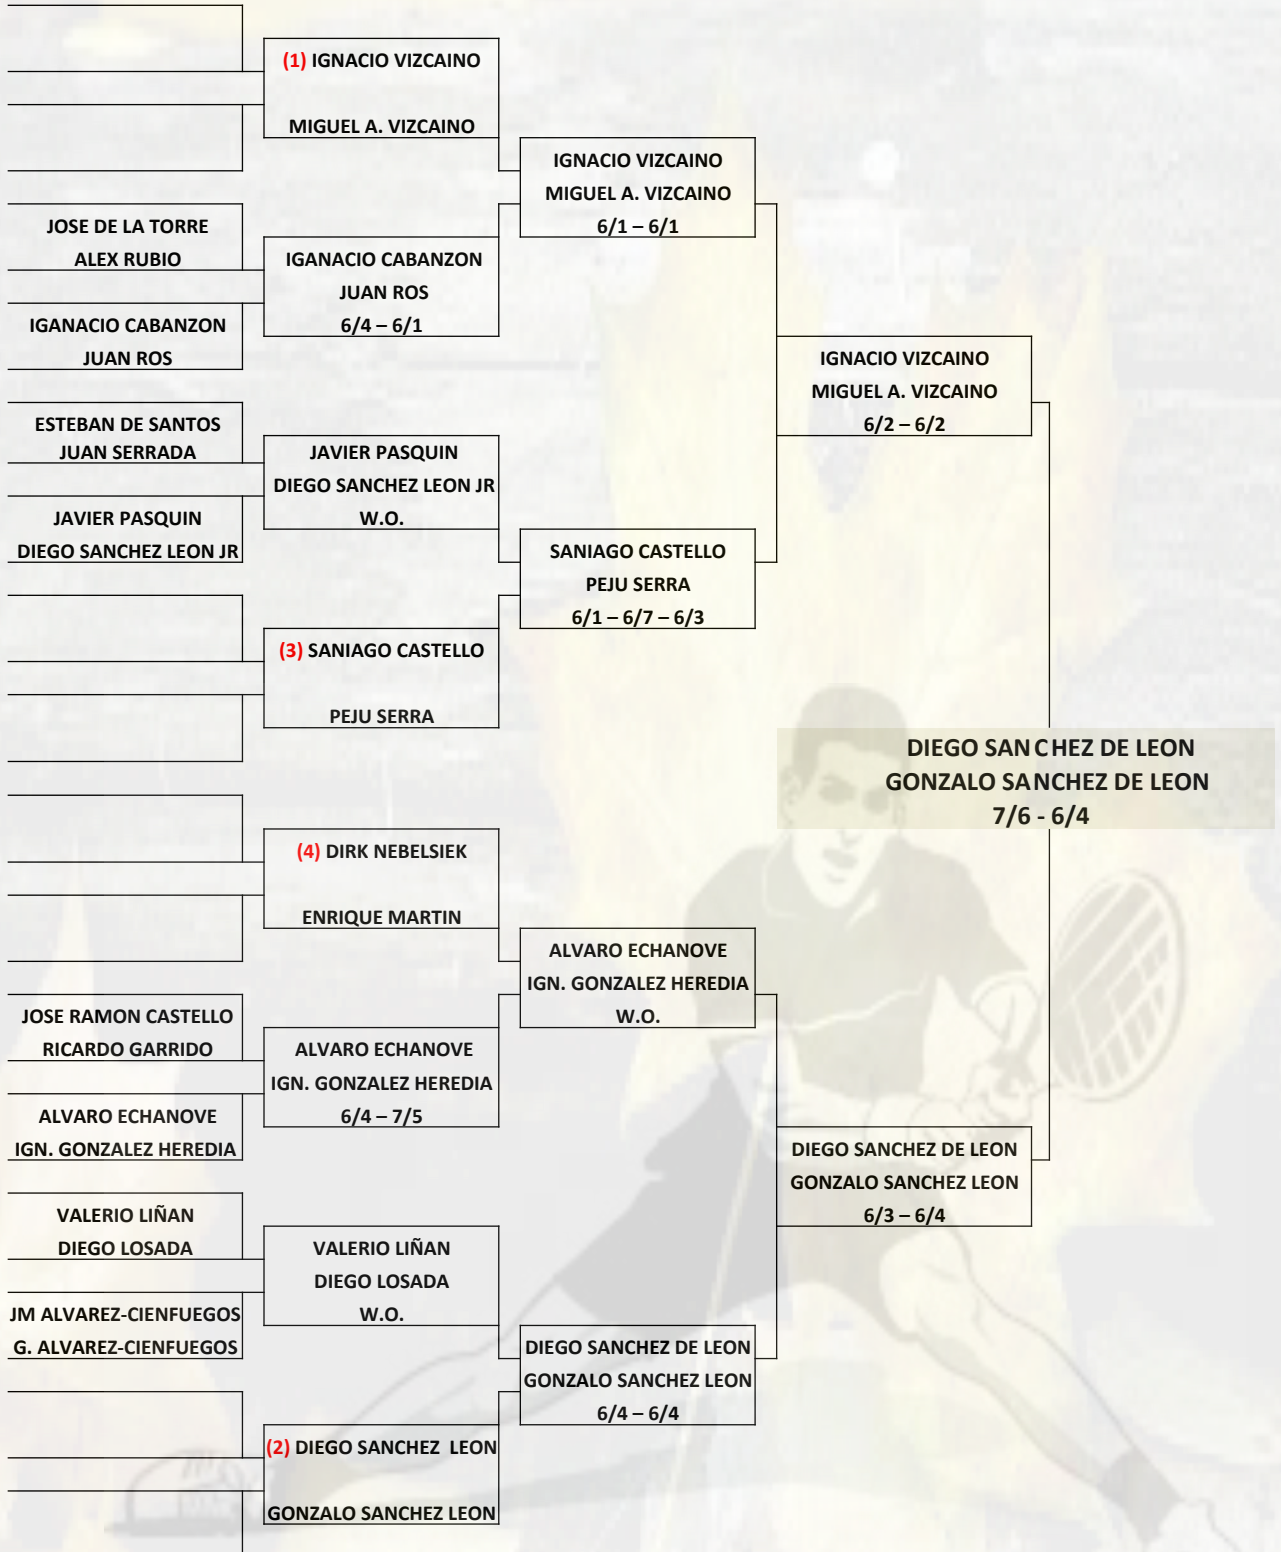 (1) IGNACIO VIZCAINO
MIGUEL A. VIZCAINO
IGNACIO VIZCAINO
MIGUEL A. VIZCAINO
6/1 – 6/1
JOSE DE LA TORRE
ALEX RUBIO
IGANACIO CABANZON
JUAN ROS
6/4 – 6/1
IGANACIO CABANZON
JUAN ROS
IGNACIO VIZCAINO
MIGUEL A. VIZCAINO
6/2 – 6/2
ESTEBAN DE SANTOS
JUAN SERRADA
JAVIER PASQUIN
DIEGO SANCHEZ LEON JR
W.O.
JAVIER PASQUIN
DIEGO SANCHEZ LEON JR
SANIAGO CASTELLO
PEJU SERRA
6/1 – 6/7 – 6/3
(3) SANIAGO CASTELLO
PEJU SERRA
DIEGO SANCHEZ DE LEON
GONZALO SANCHEZ DE LEON
7/6 - 6/4
(4) DIRK NEBELSIEK
ENRIQUE MARTIN
ALVARO ECHANOVE
IGN. GONZALEZ HEREDIA
W.O.
JOSE RAMON CASTELLO
RICARDO GARRIDO
ALVARO ECHANOVE
IGN. GONZALEZ HEREDIA
6/4 – 7/5
ALVARO ECHANOVE
IGN. GONZALEZ HEREDIA
DIEGO SANCHEZ DE LEON
GONZALO SANCHEZ LEON
6/3 – 6/4
VALERIO LIÑAN
DIEGO LOSADA
VALERIO LIÑAN
DIEGO LOSADA
W.O.
JM ALVAREZ-CIENFUEGOS
G. ALVAREZ-CIENFUEGOS
DIEGO SANCHEZ DE LEON
GONZALO SANCHEZ LEON
6/4 – 6/4
(2) DIEGO SANCHEZ LEON
GONZALO SANCHEZ LEON